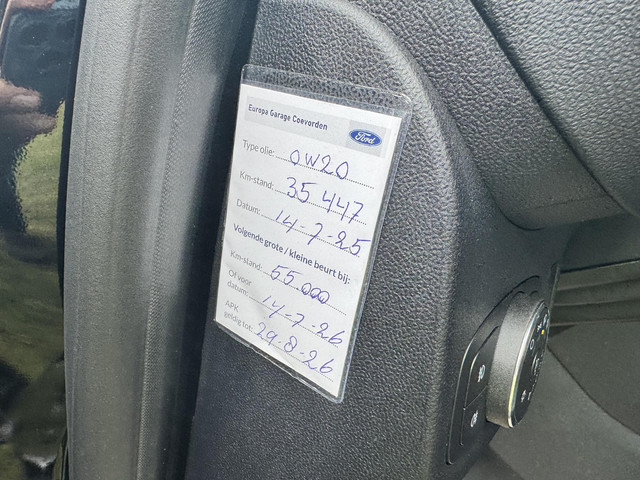 Europa Garage Coevorden
Ford
Type olie: 0W20
Km-stand: 35 447
Datum: 14-7-25
Volgende grote / kleine beurt bij:
Km-stand: 55.000
Of voor
datum: 14-7-26
APK
geldig tot: 29-8-26